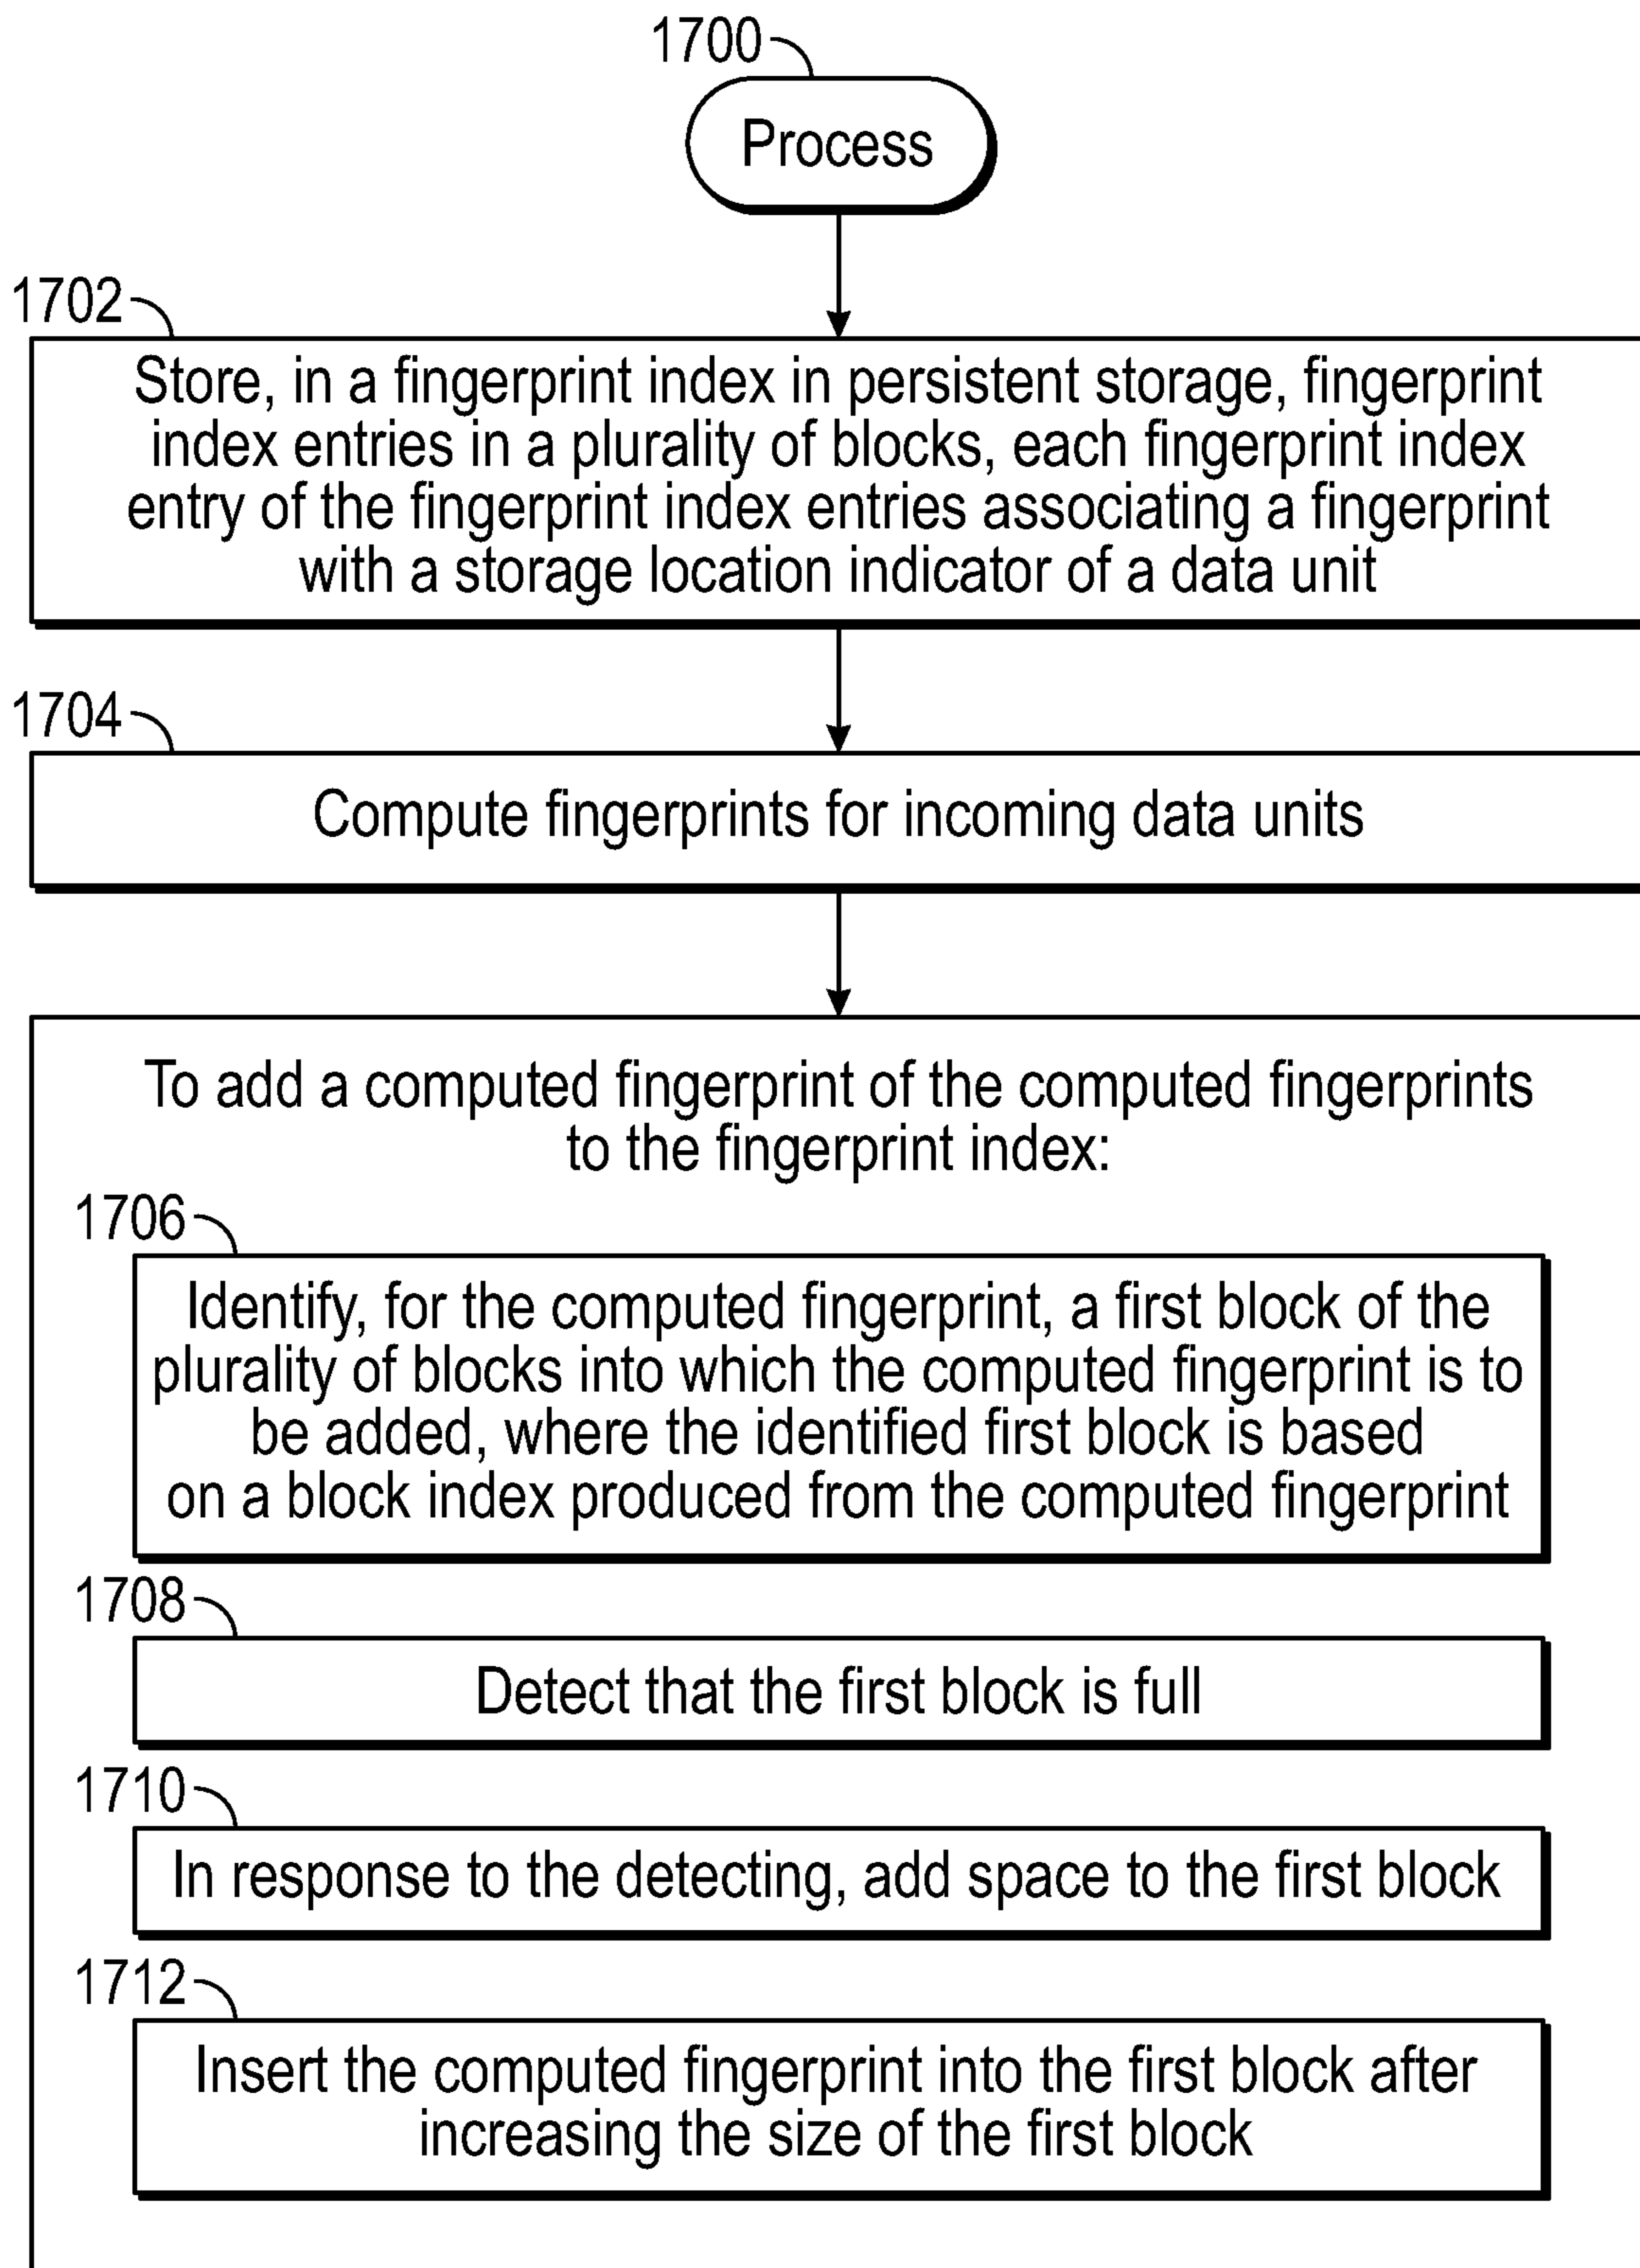 1700
Process
1702
Store, in a fingerprint index in persistent storage, fingerprint
index entries in a plurality of blocks, each fingerprint index
entry of the fingerprint index entries associating a fingerprint
with a storage location indicator of a data unit
1704
Compute fingerprints for incoming data units
To add a computed fingerprint of the computed fingerprints
to the fingerprint index:
1706
Identify, for the computed fingerprint, a first block of the
plurality of blocks into which the computed fingerprint is to
be added, where the identified first block is based
on a block index produced from the computed fingerprint
1708
Detect that the first block is full
1710
In response to the detecting, add space to the first block
1712
Insert the computed fingerprint into the first block after
increasing the size of the first block